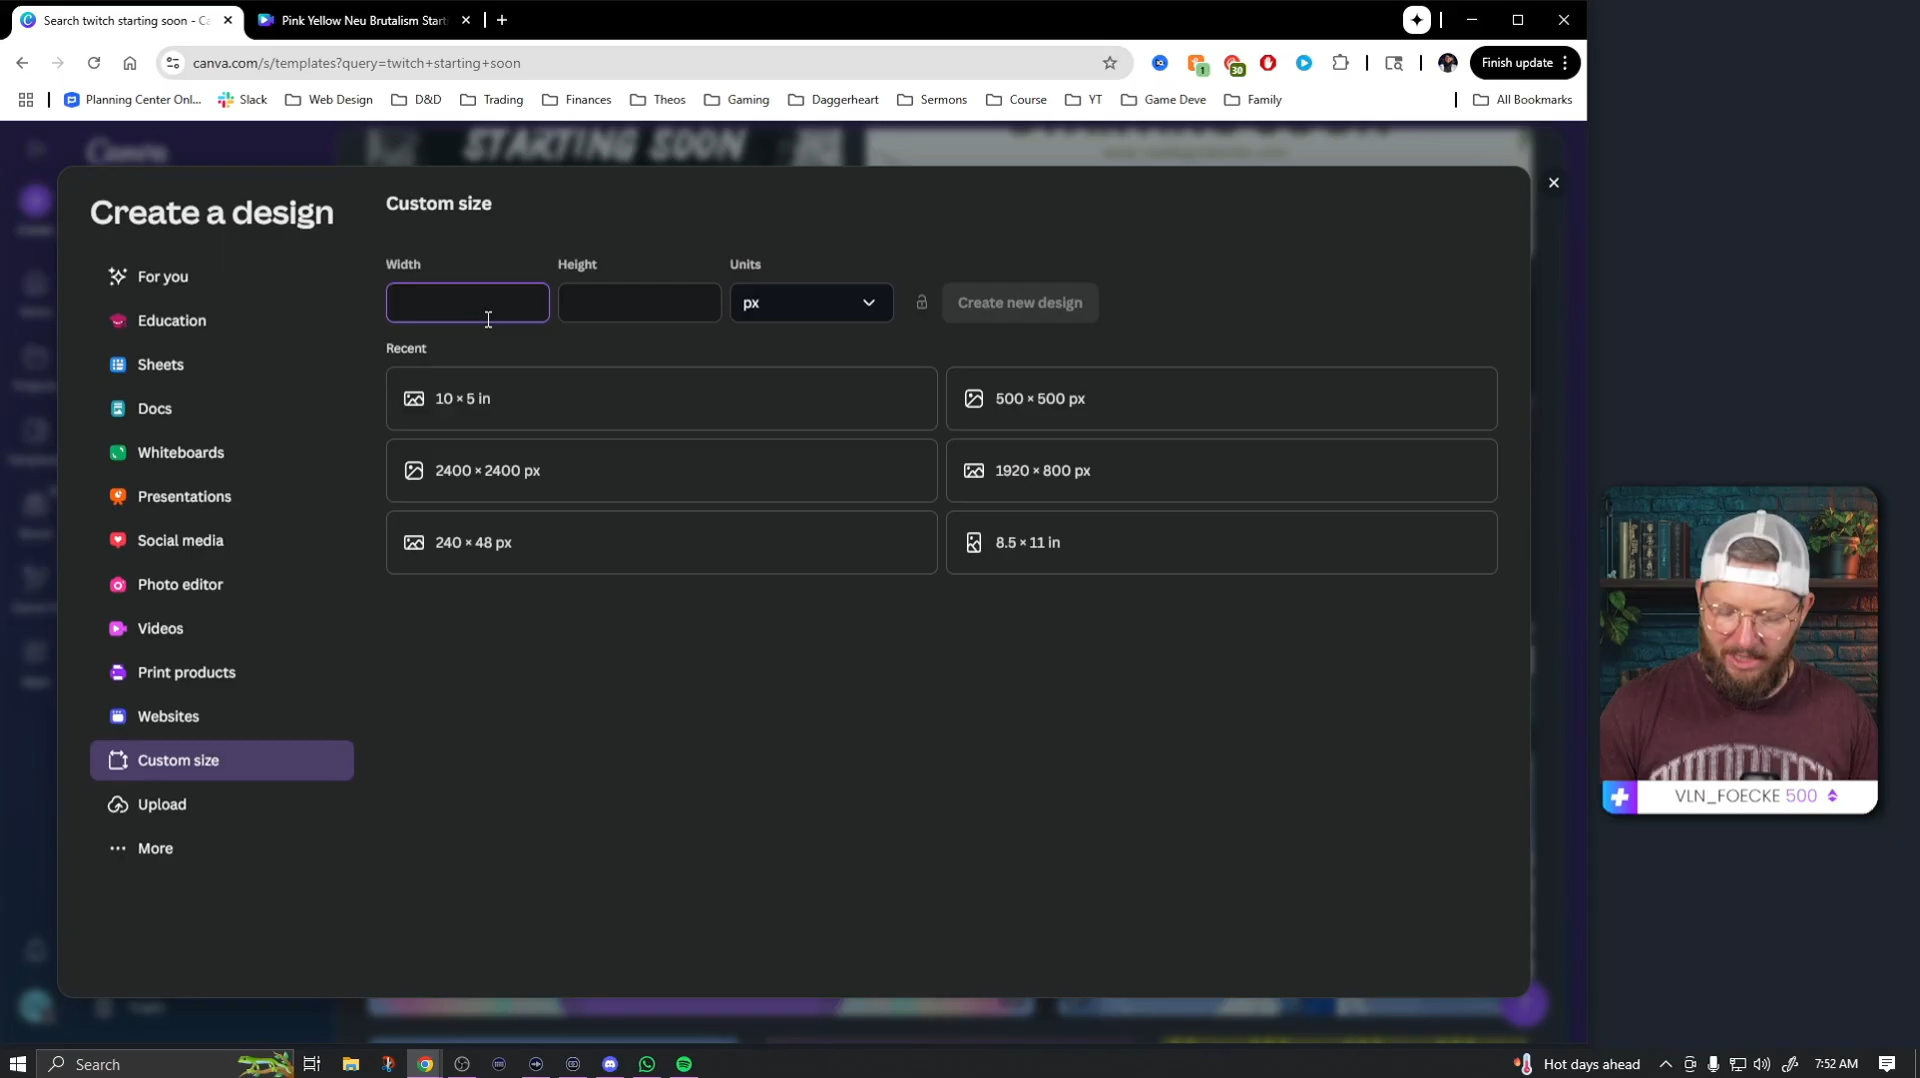 Search twitch starting soon - Ca
Pink Yellow Neu Brutalism Start
canva.com/s/templates?query=twitch+starting+soon
1
30
Finish update
Planning Center Onl...
Slack
Web Design
D&D
Trading
Finances
Theos
Gaming
Daggerheart
Sermons
Course
YT
Game Deve
Family
All Bookmarks
Canva
STARTING SOON
Create a design
For you
Education
Sheets
Docs
Whiteboards
Presentations
Social media
Photo editor
Videos
Print products
Websites
Custom size
Upload
More
Custom size
Width
Height
Units
px
Create new design
Recent
10 × 5 in
500 × 500 px
2400 × 2400 px
1920 × 800 px
240 × 48 px
8.5 × 11 in
VLN_FOECKE 500
Search
Hot days ahead
7:52 AM